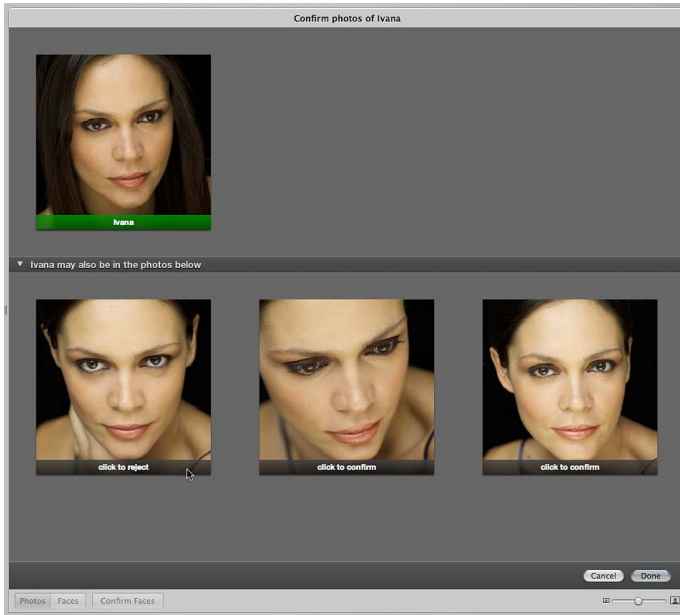 Confirm photos of Ivana
Ivana
Ivana may also be in the photos below
click to reject
click to confirm
click to confirm
Cancel
Done
Photos
Faces
Confirm Faces